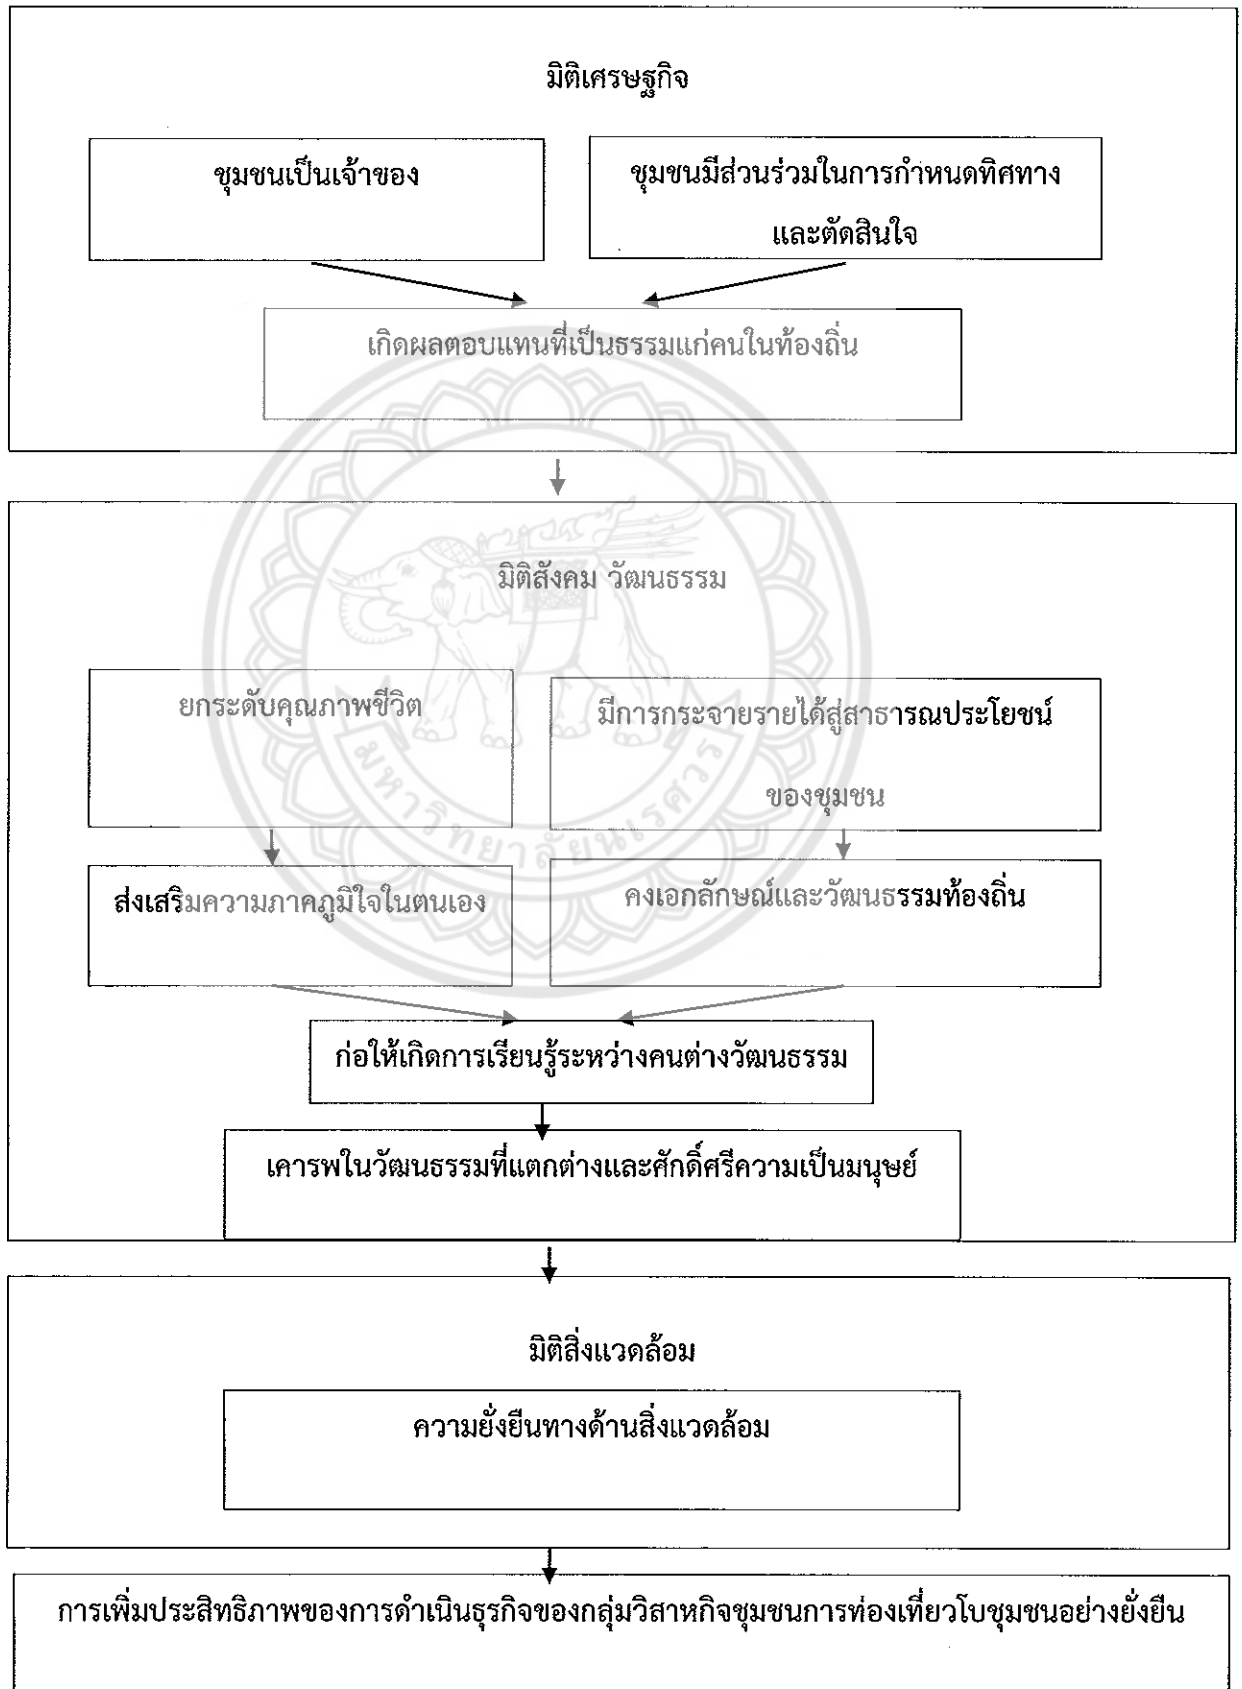 มิติเศรษฐกิจ
ชุมชนเป็นเจ้าของ
ชุมชนมีส่วนร่วมในการกำหนดทิศทาง
และตัดสินใจ
เกิดผลตอบแทนที่เป็นธรรมแก่คนในท้องถิ่น
มิติสังคม วัฒนธรรม
ยกระดับคุณภาพชีวิต
มีการกระจายรายได้สู่สาธารณประโยชน์
ของชุมชน
มหาวิทยาลัยนเรศวร
ส่งเสริมความภาคภูมิใจในตนเอง
คงเอกลักษณ์และวัฒนธรรมท้องถิ่น
ก่อให้เกิดการเรียนรู้ระหว่างคนต่างวัฒนธรรม
เคารพในวัฒนธรรมที่แตกต่างและศักดิ์ศรีความเป็นมนุษย์
มิติสิ่งแวดล้อม
ความยั่งยืนทางด้านสิ่งแวดล้อม
การเพิ่มประสิทธิภาพของการดำเนินธุรกิจของกลุ่มวิสาหกิจชุมชนการท่องเที่ยวโบชุมชนอย่างยั่งยืน